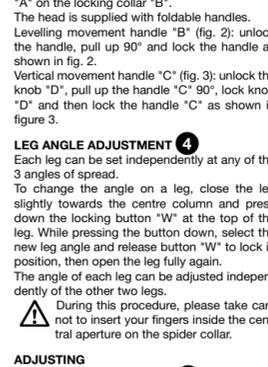 "A" on the locking collar "B".
The head is supplied with foldable handles.
Levelling movement handle "B" (fig. 2): unloc
the handle, pull up 90° and lock the handle a
shown in fig. 2.
Vertical movement handle "C" (fig. 3): unlock th
knob "D", pull up the handle "C" 90°, lock kno
"D" and then lock the handle "C" as shown i
figure 3.
LEG ANGLE ADJUSTMENT 4
Each leg can be set independently at any of th
3 angles of spread.
To change the angle on a leg, close the le
slightly towards the centre column and pres
down the locking button "W" at the top of th
leg. While pressing the button down, select th
new leg angle and release button "W" to lock i
position, then open the leg fully again.
The angle of each leg can be adjusted indepen
dently of the other two legs.
During this procedure, please take car
not to insert your fingers inside the cen
tral aperture on the spider collar.
ADJUSTING